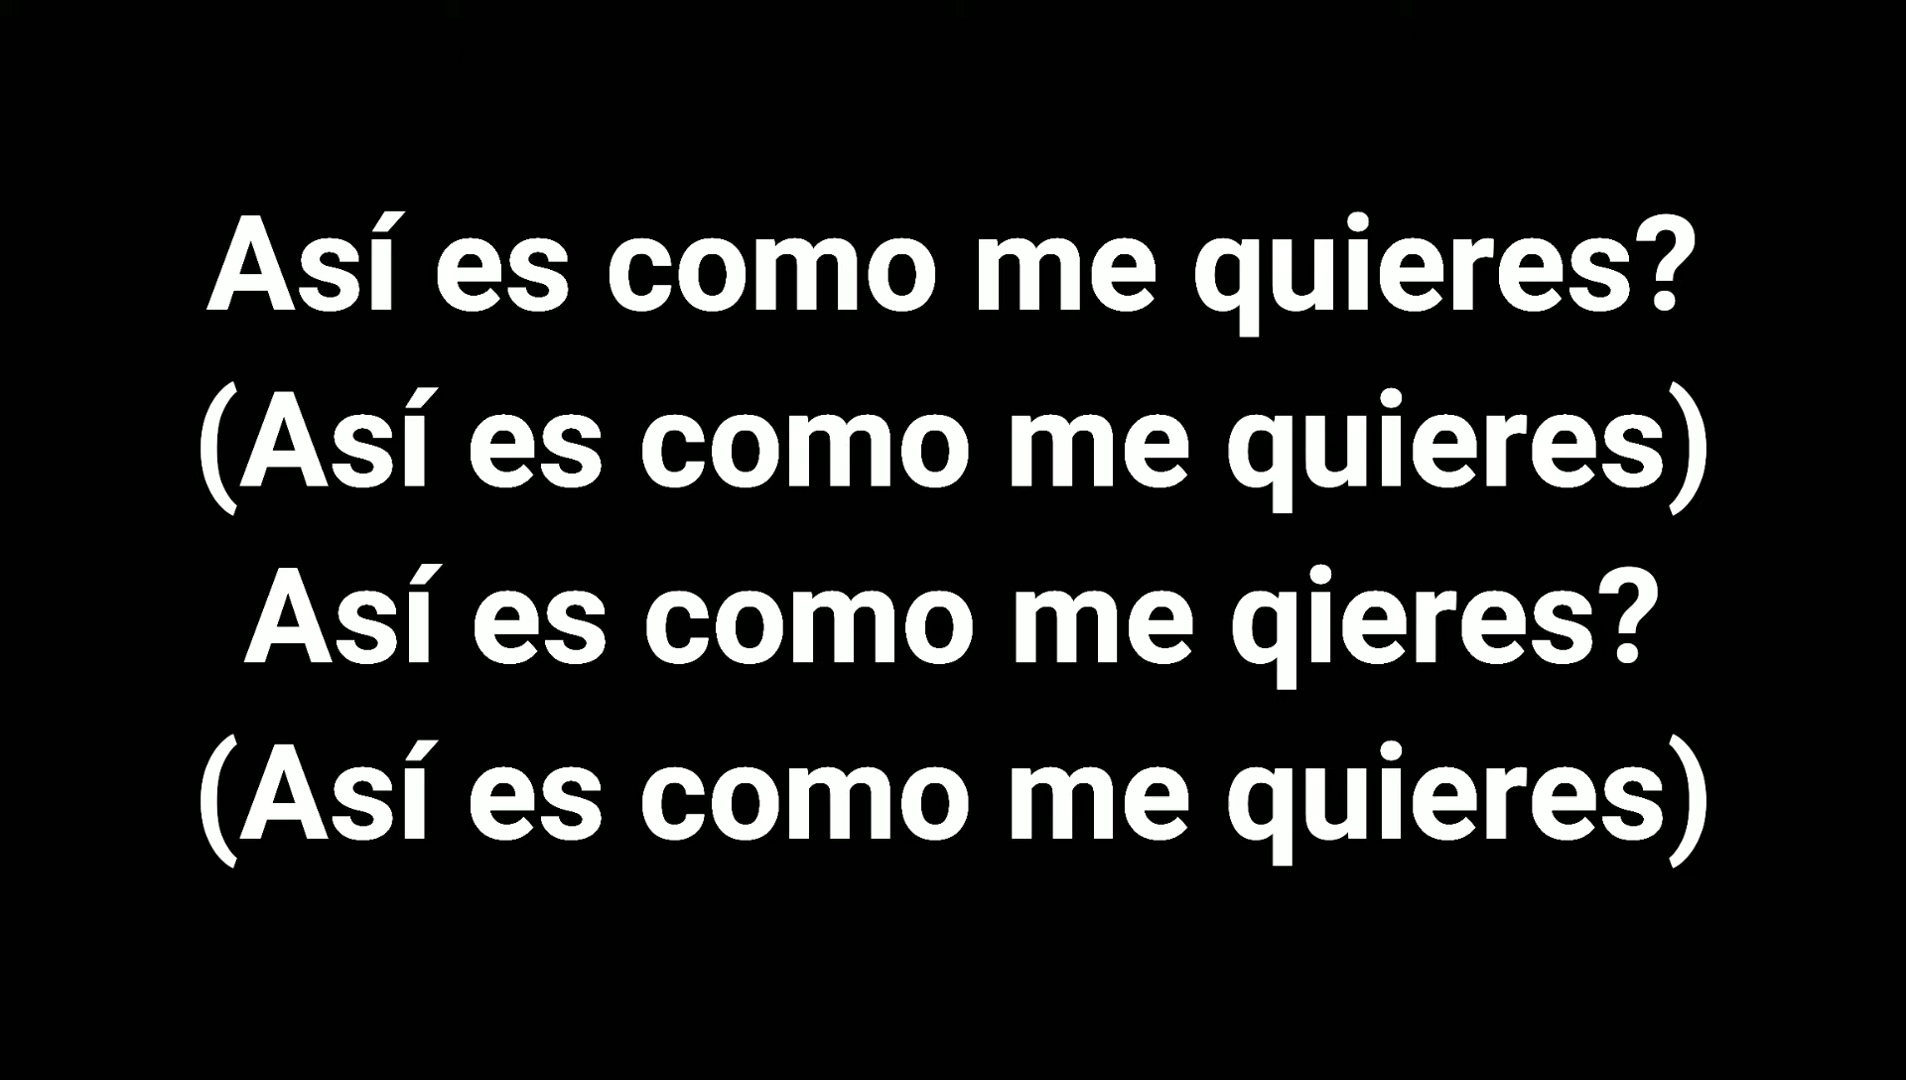 Así es como me quieres?
(Así es como me quieres)
Así es como me qieres?
(Así es como me quieres)